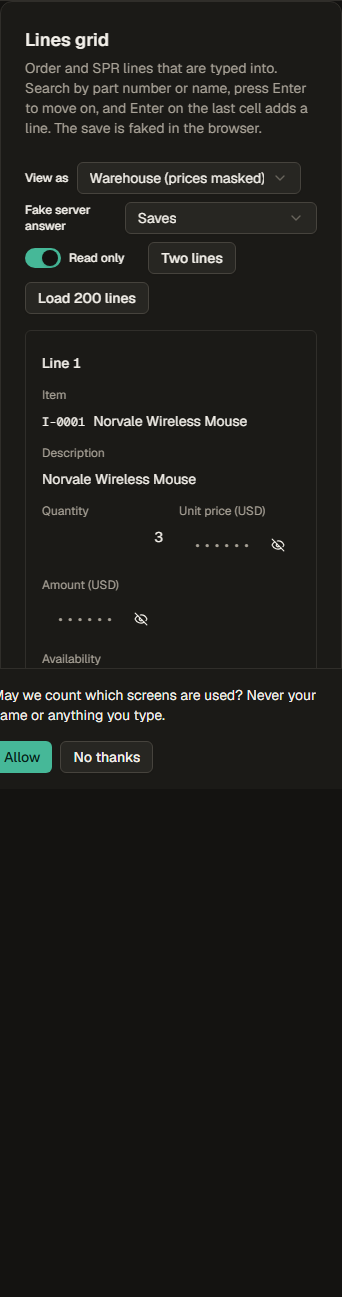 Lines grid
Order and SPR lines that are typed into.
Search by part number or name, press Enter
to move on, and Enter on the last cell adds a
line. The save is faked in the browser.
View as
Warehouse (prices masked)
Fake server
answer
Saves
Read only
Two lines
Load 200 lines
Line 1
Item
I-0001 Norvale Wireless Mouse
Description
Norvale Wireless Mouse
Quantity
Unit price (USD)
3
••••••
Amount (USD)
••••••
Availability
May we count which screens are used? Never your
ame or anything you type.
Allow
No thanks